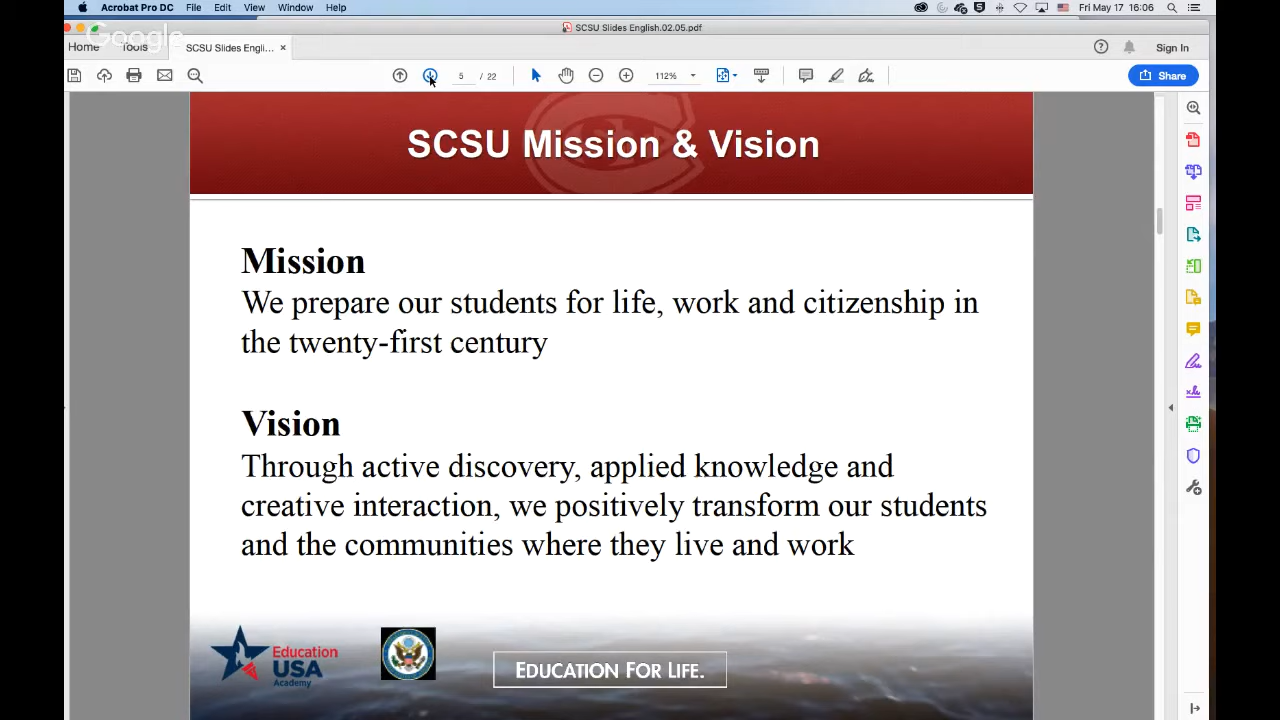 Acrobat Pro DC File Edit View Window Help Fri May 17 16:06
SCSU Slides English.02.05.pdf
Google
Home Tools SCSU Slides Engli... × Sign In
5 / 22 112% Share
SCSU Mission & Vision
Mission
We prepare our students for life, work and citizenship in
the twenty-first century
Vision
Through active discovery, applied knowledge and
creative interaction, we positively transform our students
and the communities where they live and work
Education
USA
Academy
EDUCATION FOR LIFE.